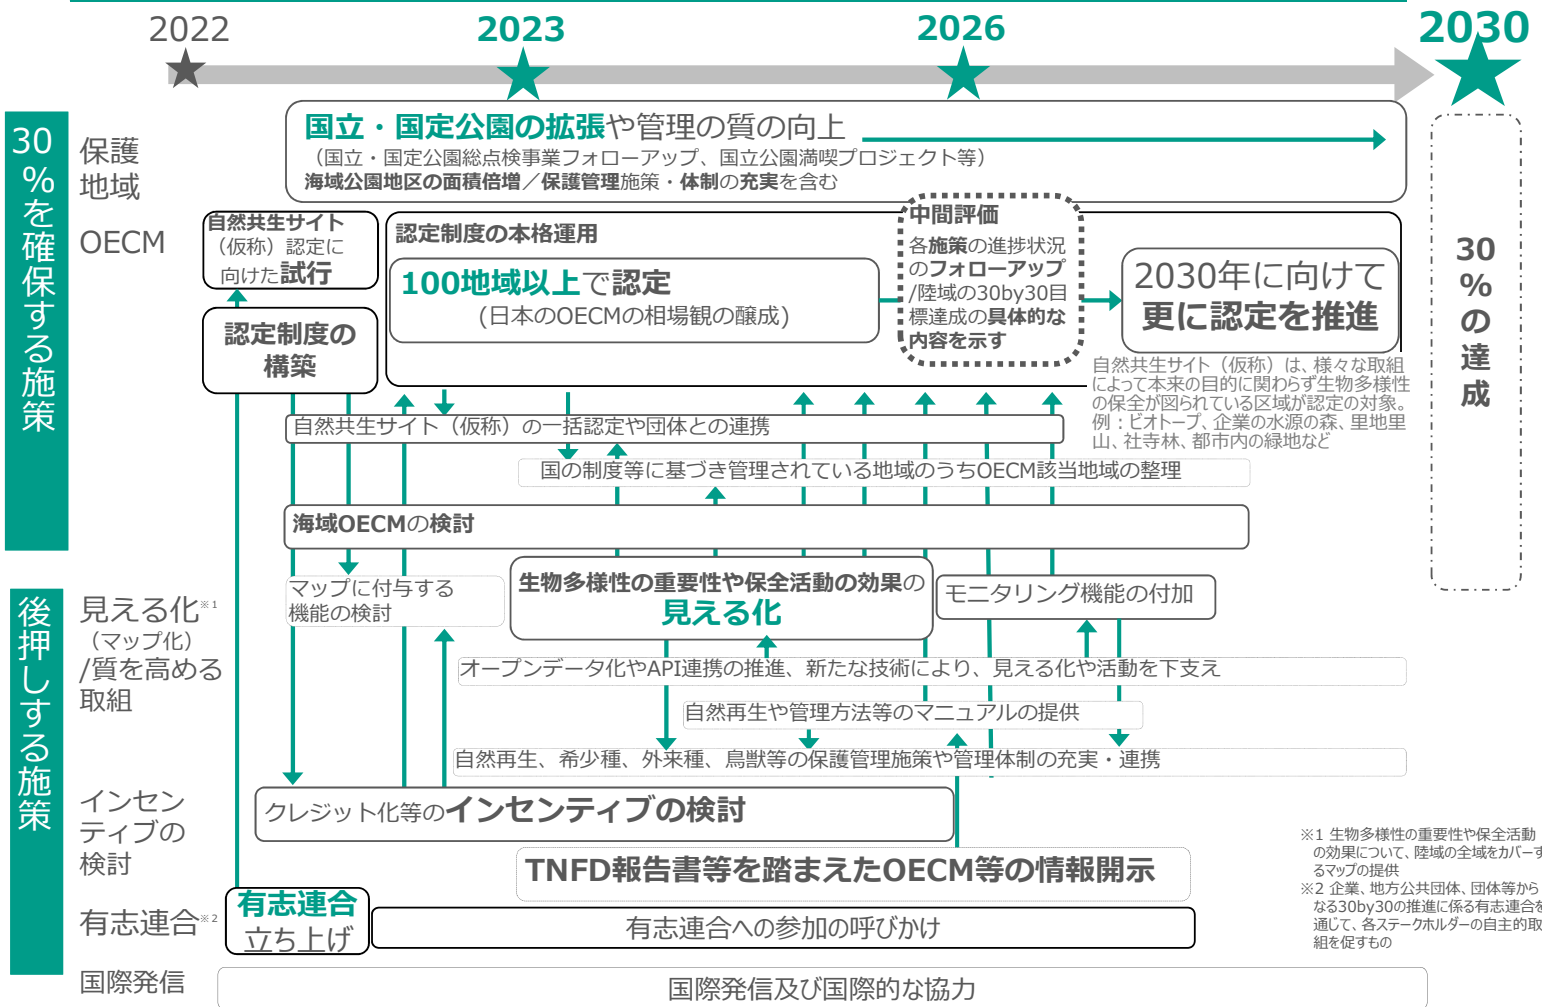 2022
2023
2026
2030
30%を確保する施策
保護
地域
国立・国定公園の拡張や管理の質の向上
（国立・国定公園総点検事業フォローアップ、国立公園満喫プロジェクト等）
海域公園地区の面積倍増／保護管理施策・体制の充実を含む
OECM
自然共生サイト
（仮称）認定に
向けた試行
認定制度の
構築
認定制度の本格運用
100地域以上で認定
(日本のOECMの相場観の醸成)
中間評価
各施策の進捗状況
のフォローアップ
/陸域の30by30目
標達成の具体的な
内容を示す
2030年に向けて
更に認定を推進
自然共生サイト（仮称）は、様々な取組
によって本来の目的に関わらず生物多様性
の保全が図られている区域が認定の対象。
例：ビオトープ、企業の水源の森、里地里
山、社寺林、都市内の緑地など
30%の達成
自然共生サイト（仮称）の一括認定や団体との連携
国の制度等に基づき管理されている地域のうちOECM該当地域の整理
海域OECMの検討
後押しする施策
見える化※1
（マップ化）
/質を高める
取組
マップに付与する
機能の検討
生物多様性の重要性や保全活動の効果の
見える化
モニタリング機能の付加
オープンデータ化やAPI連携の推進、新たな技術により、見える化や活動を下支え
自然再生や管理方法等のマニュアルの提供
自然再生、希少種、外来種、鳥獣等の保護管理施策や管理体制の充実・連携
インセン
ティブの
検討
クレジット化等のインセンティブの検討
TNFD報告書等を踏まえたOECM等の情報開示
有志連合※2
有志連合
立ち上げ
有志連合への参加の呼びかけ
国際発信
国際発信及び国際的な協力
※1 生物多様性の重要性や保全活動
の効果について、陸域の全域をカバーす
るマップの提供
※2 企業、地方公共団体、団体等から
なる30by30の推進に係る有志連合を
通じて、各ステークホルダーの自主的取
組を促すもの